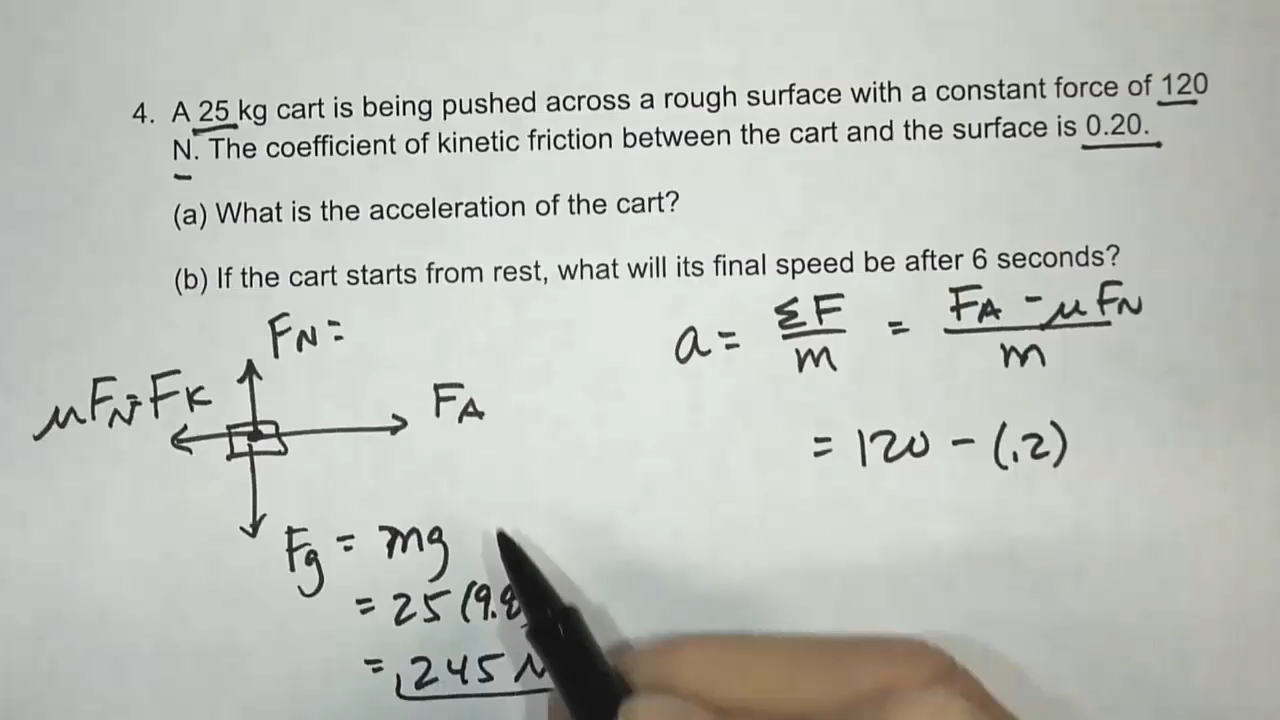 4. A 25 kg cart is being pushed across a rough surface with a constant force of 120
N. The coefficient of kinetic friction between the cart and the surface is 0.20.
(a) What is the acceleration of the cart?
(b) If the cart starts from rest, what will its final speed be after 6 seconds?
FN =
μFN = FK
FA
Fg = mg
= 25 (9.8
= 245 N
a = ΣF/m = (FA - μFN)/m
= 120 - (.2)